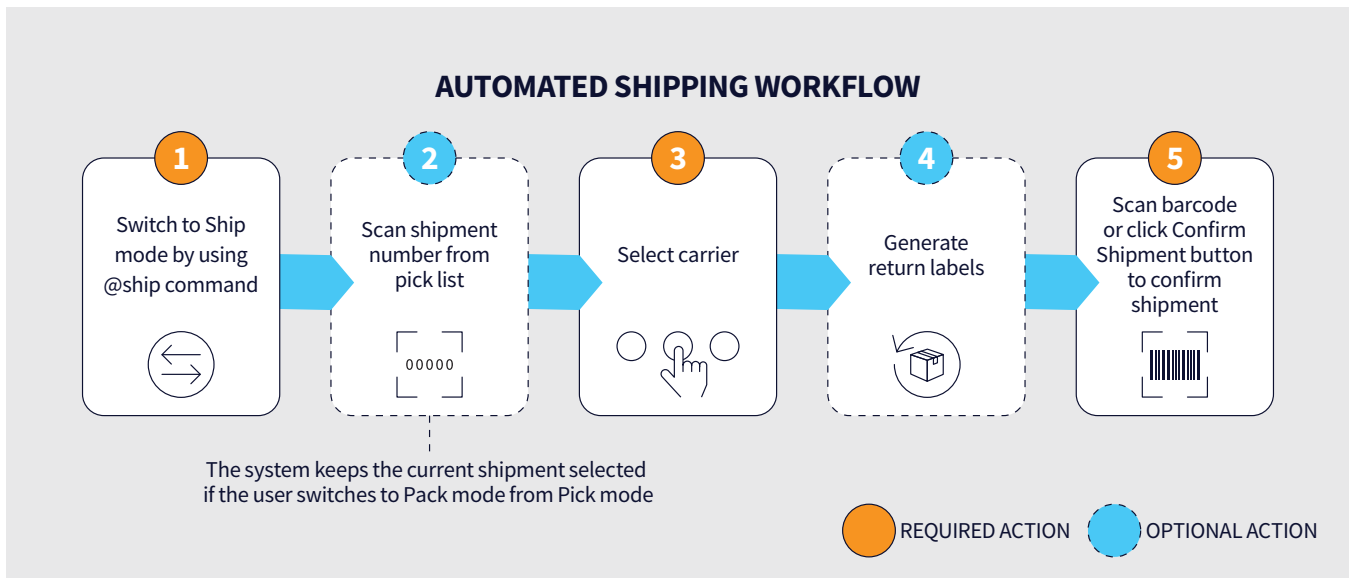 AUTOMATED SHIPPING WORKFLOW
1
Switch to Ship
mode by using
@ship command
2
Scan shipment
number from
pick list
00000
3
Select carrier
4
Generate
return labels
5
Scan barcode
or click Confirm
Shipment button
to confirm
shipment
The system keeps the current shipment selected
if the user switches to Pack mode from Pick mode
REQUIRED ACTION
OPTIONAL ACTION